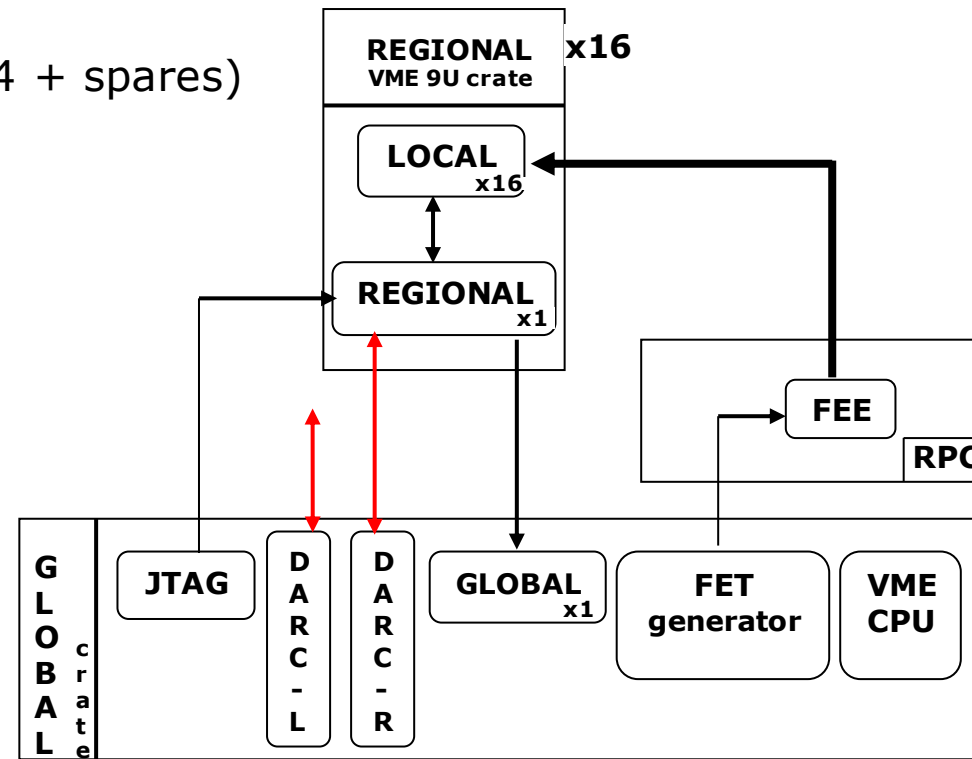 4 + spares)
REGIONAL
VME 9U crate
x16
LOCAL
x16
REGIONAL
x1
FEE
RPC
GLOBAL
crate
JTAG
DARC-L
DARC-R
GLOBAL
x1
FET
generator
VME
CPU